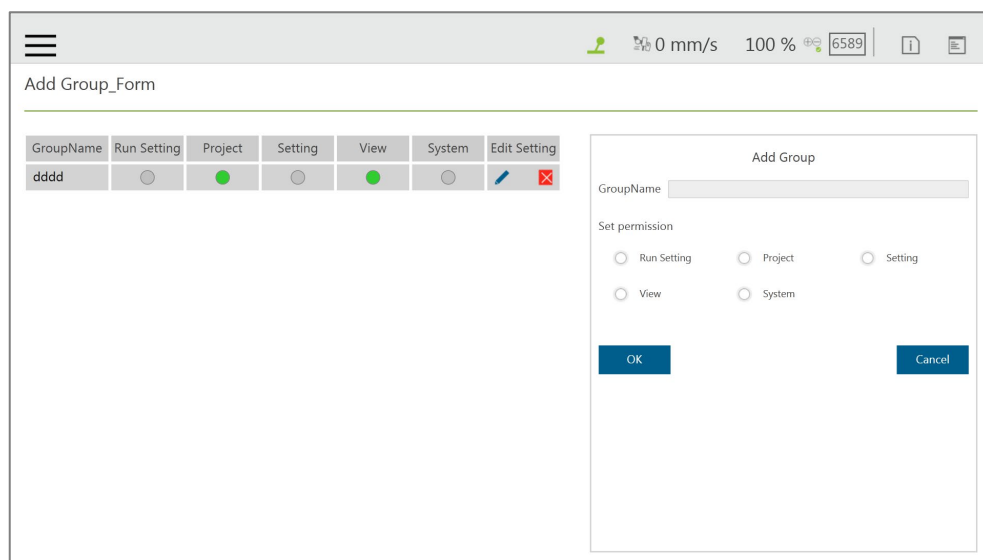 0 mm/s 100 % 6589
Add Group_Form
GroupName Run Setting Project Setting View System Edit Setting
dddd
Add Group
GroupName
Set permission
Run Setting Project Setting
View System
OK Cancel